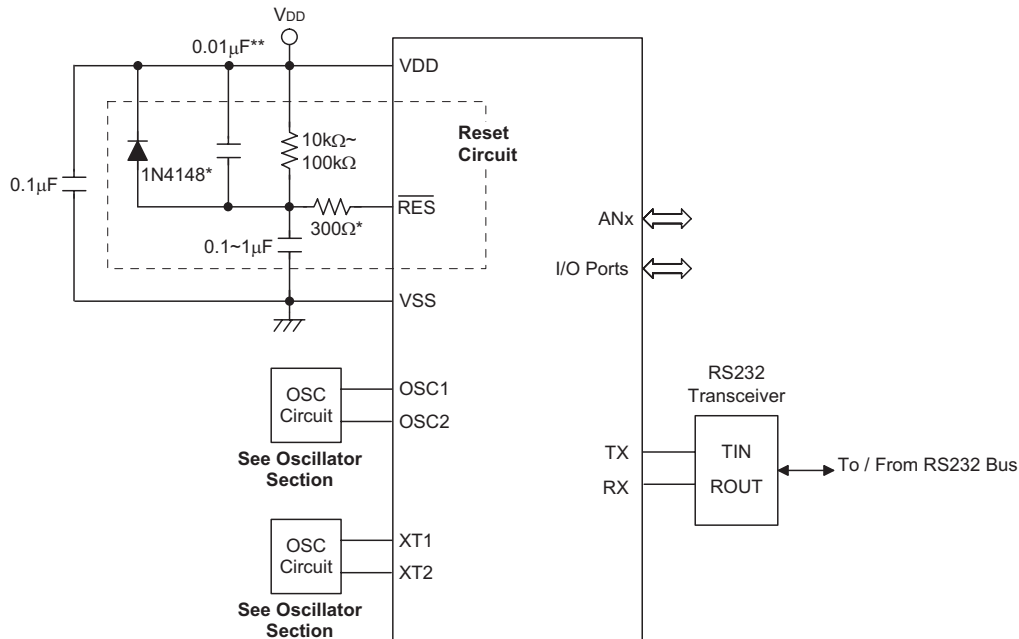 VDD
0.01µF**
VDD
10kΩ~
100kΩ
Reset
Circuit
1N4148*
0.1µF
RES
300Ω*
0.1~1µF
VSS
ANx
I/O Ports
OSC
Circuit
OSC1
OSC2
See Oscillator
Section
RS232
Transceiver
TX
RX
TIN
ROUT
To / From RS232 Bus
OSC
Circuit
XT1
XT2
See Oscillator
Section